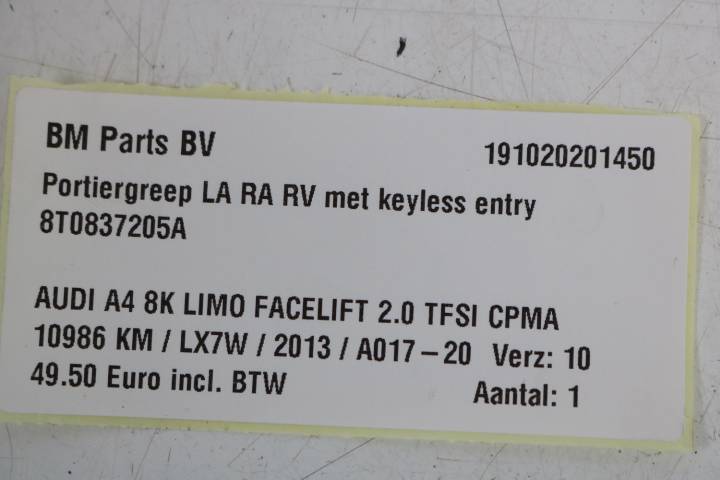 BM Parts BV 191020201450
Portiergreep LA RA RV met keyless entry
8T0837205A
AUDI A4 8K LIMO FACELIFT 2.0 TFSI CPMA
10986 KM / LX7W / 2013 / A017-20 Verz: 10
49.50 Euro incl. BTW Aantal: 1